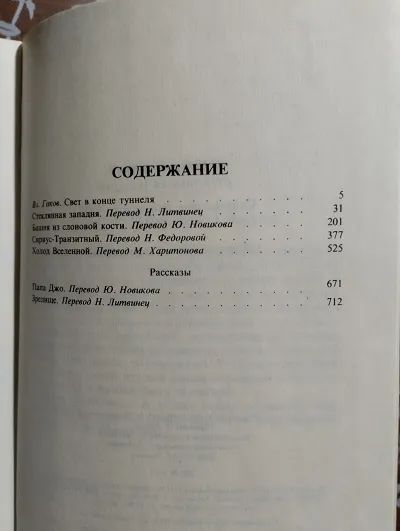 СОДЕРЖАНИЕ
Вл. Гаков. Свет в конце туннеля . . . . . . . . . . . . 5
Стеклянная западня. Перевод Н. Литвинец . . . . . . . . 31
Башня из слоновой кости. Перевод Ю. Новикова . . . . . . 201
Сириус-Транзитный. Перевод Н. Федоровой . . . . . . . . 377
Холод Вселенной. Перевод М. Харитонова . . . . . . . . 525
Рассказы
Папа Джо. Перевод Ю. Новикова . . . . . . . . . . . . 671
Зрелище. Перевод Н. Литвинец . . . . . . . . . . . . 712